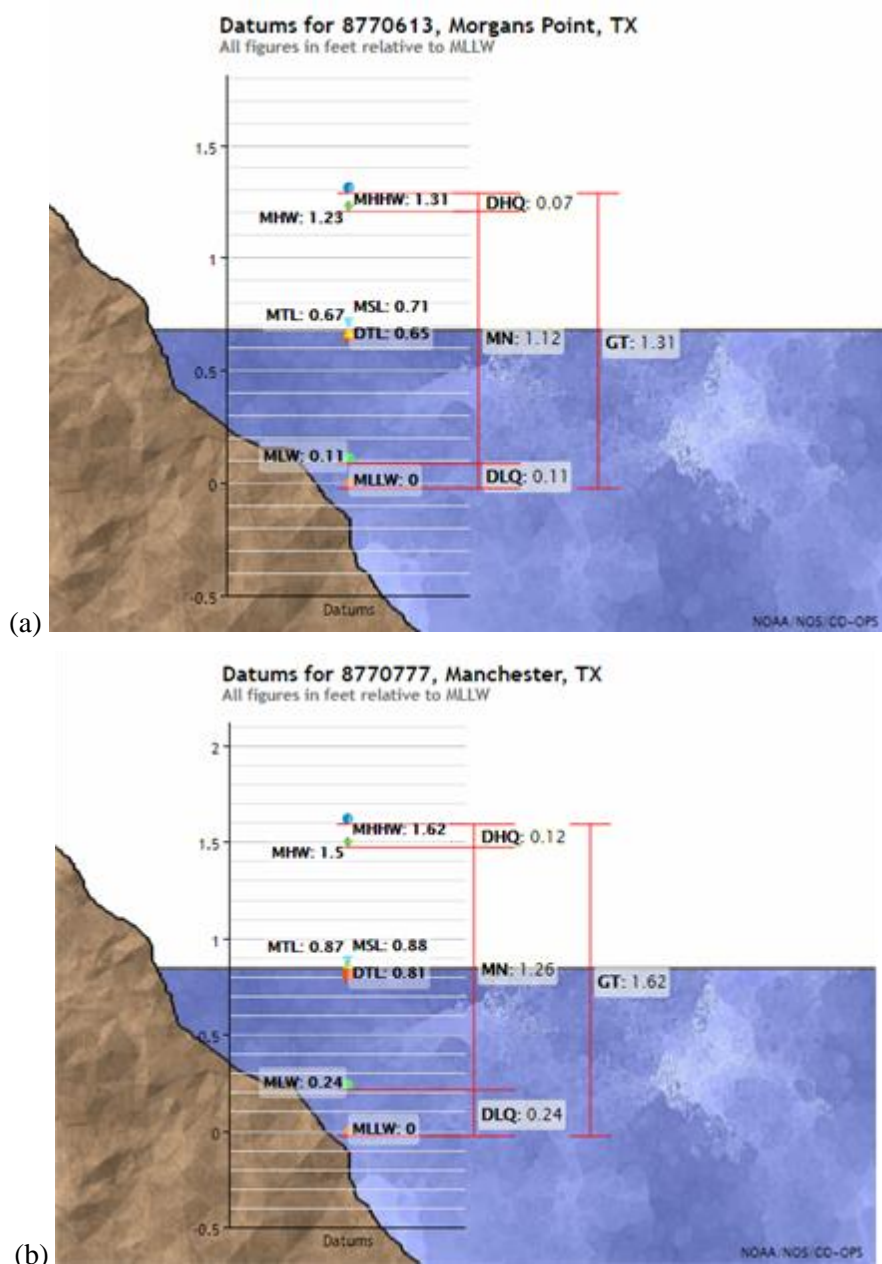 Datums for 8770613, Morgans Point, TX
All figures in feet relative to MLLW
1.5
MHHW: 1.31
DHQ: 0.07
MHW: 1.23
1
MSL: 0.71
MTL: 0.67
DTL: 0.65
MN: 1.12
GT: 1.31
0.5
MLW: 0.11
MLLW: 0
DLQ: 0.11
0
-0.5
Datums
NOAA/NOS/CO-OPS
(a)
Datums for 8770777, Manchester, TX
All figures in feet relative to MLLW
2
MHHW: 1.62
DHQ: 0.12
1.5
MHW: 1.5
1
MTL: 0.87
MSL: 0.88
DTL: 0.81
MN: 1.26
GT: 1.62
0.5
MLW: 0.24
DLQ: 0.24
MLLW: 0
0
-0.5
Datums
NOAA/NOS/CO-OPS
(b)